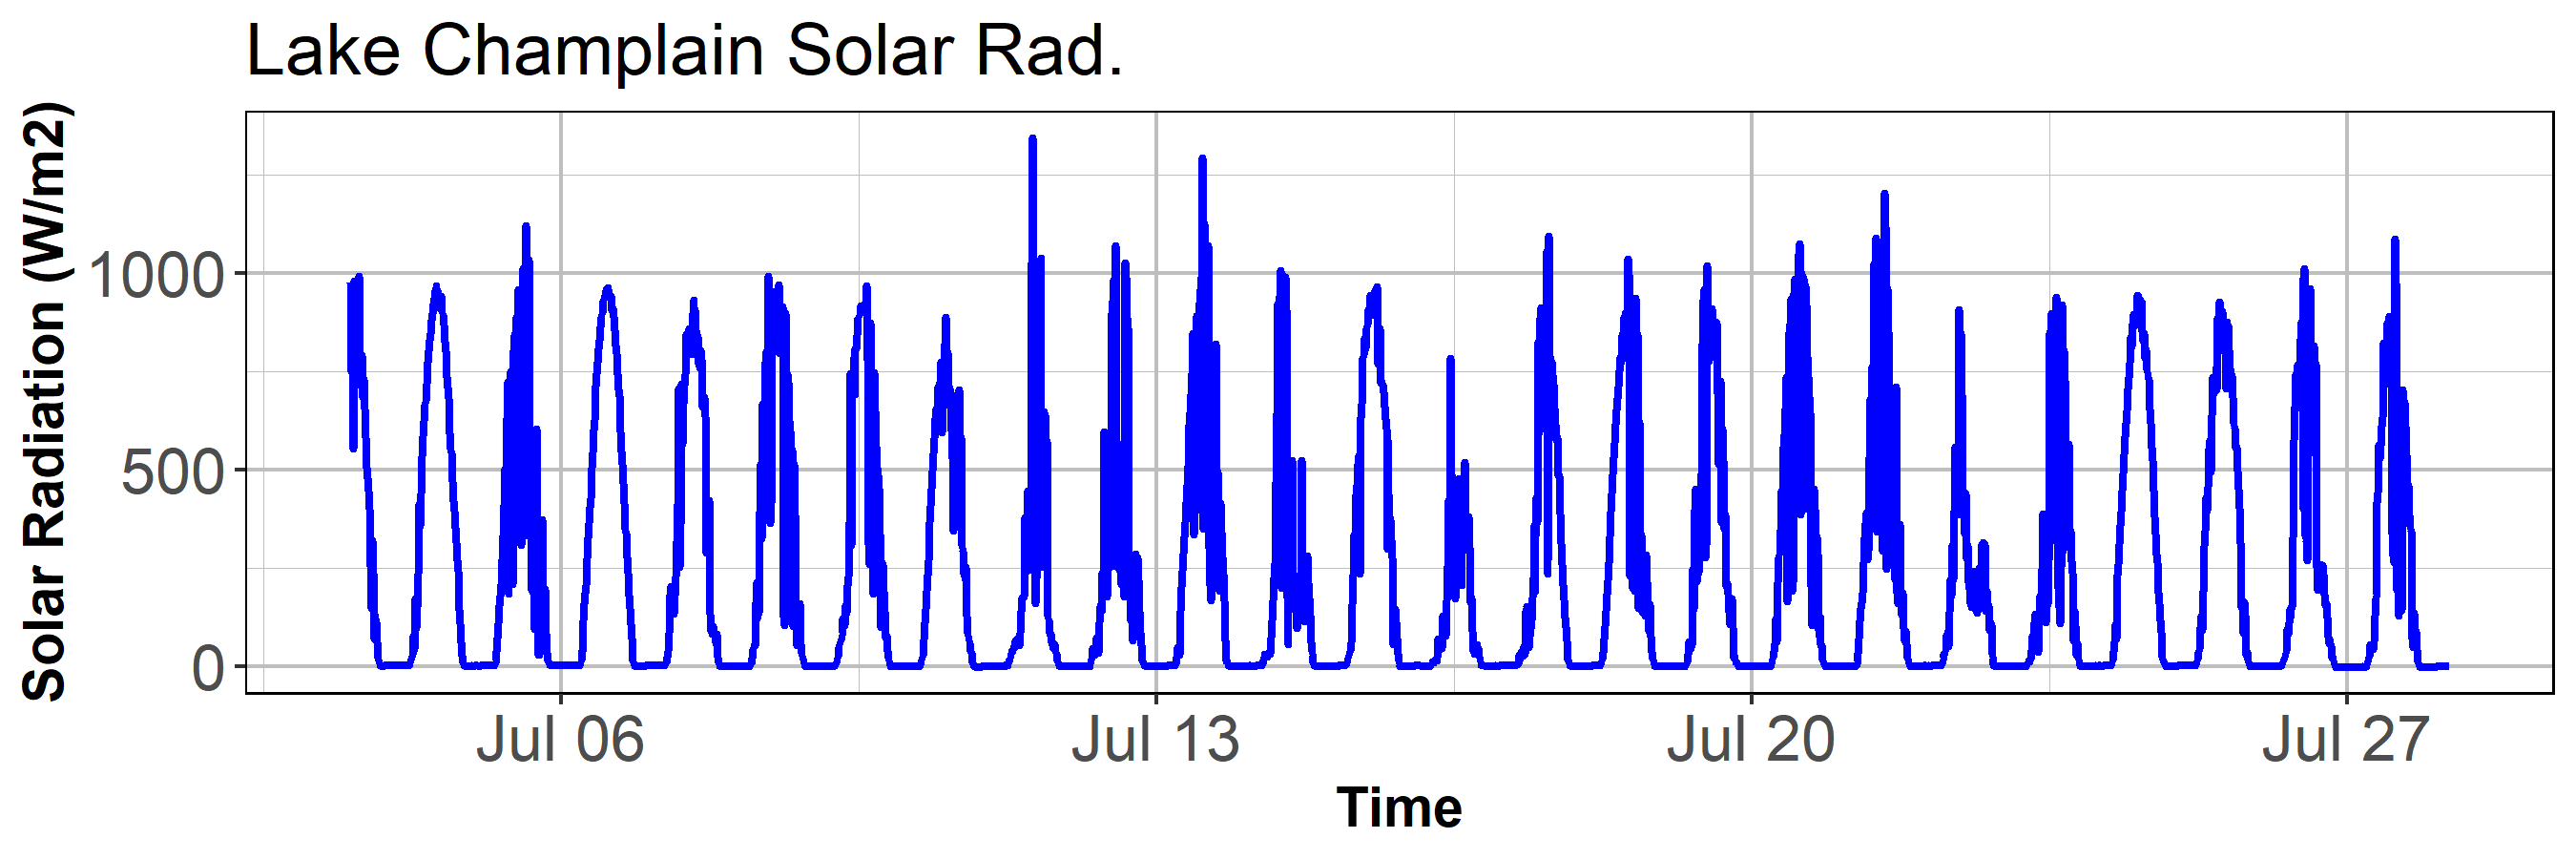 Lake Champlain Solar Rad.
Solar Radiation (W/m2)
1000
500
0
Jul 06
Jul 13
Jul 20
Jul 27
Time